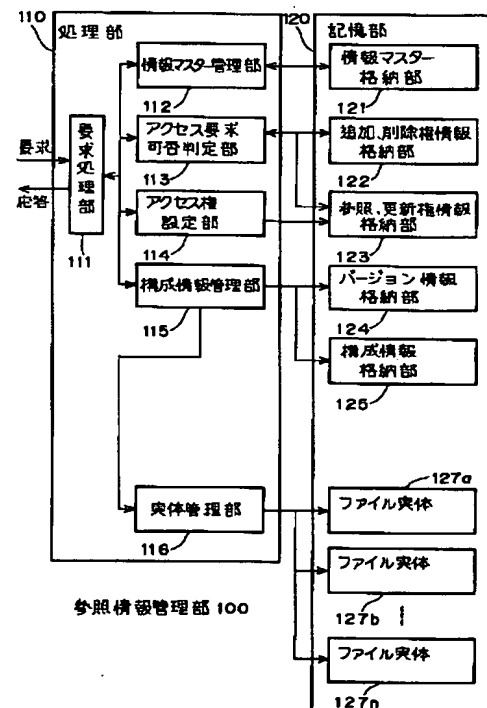 110
処理部
情報マスター管理部
112
要求
応答
要求処理部
111
アクセス要求
可否判定部
113
アクセス権
設定部
114
構成情報管理部
115
実体管理部
116
参照情報管理部 100
120
記憶部
情報マスター
格納部
121
追加、削除権情報
格納部
122
参照、更新権情報
格納部
123
バージョン情報
格納部
124
構成情報
格納部
125
127a
ファイル実体
ファイル実体
127b
ファイル実体
127n